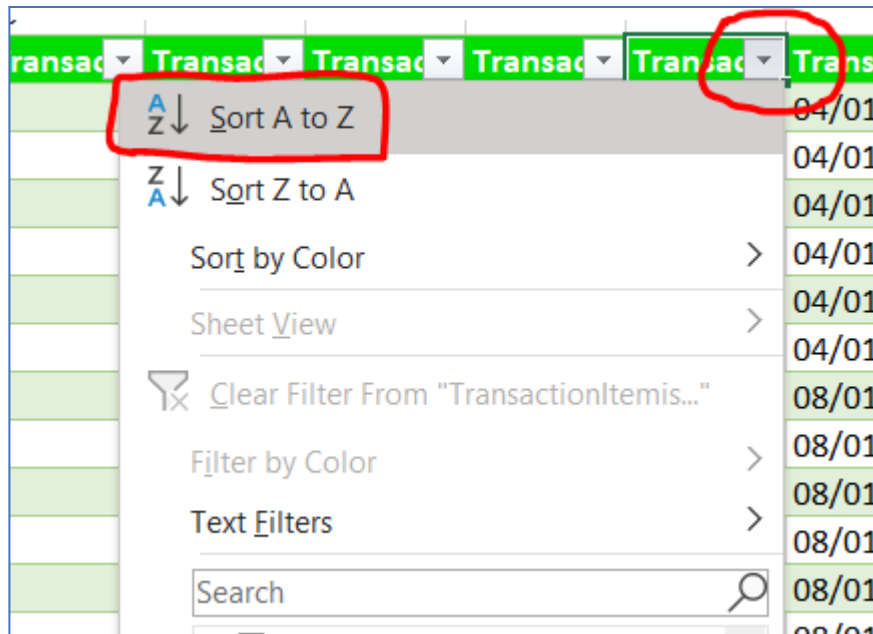 ransac Transac Transac Transac Transac Trans
A Z Sort A to Z
04/01
04/01
Z A Sort Z to A
04/01
Sort by Color
04/01
04/01
Sheet View
04/01
Clear Filter From "TransactionItemis..."
08/01
08/01
Filter by Color
08/01
Text Filters
08/01
Search
08/01
08/01